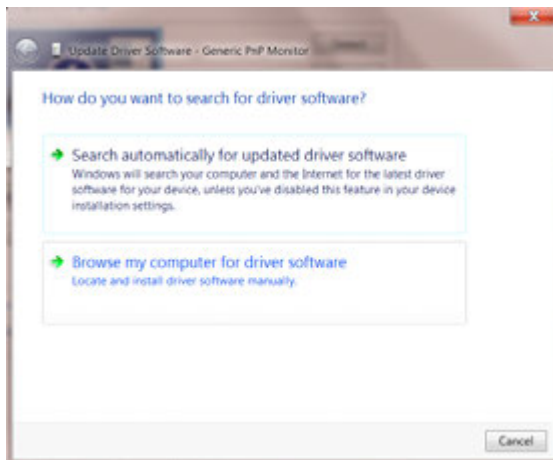 Update Driver Software - Generic PnP Monitor
How do you want to search for driver software?
Search automatically for updated driver software
Windows will search your computer and the Internet for the latest driver
software for your device, unless you've disabled this feature in your device
installation settings.
Browse my computer for driver software
Locate and install driver software manually.
Cancel